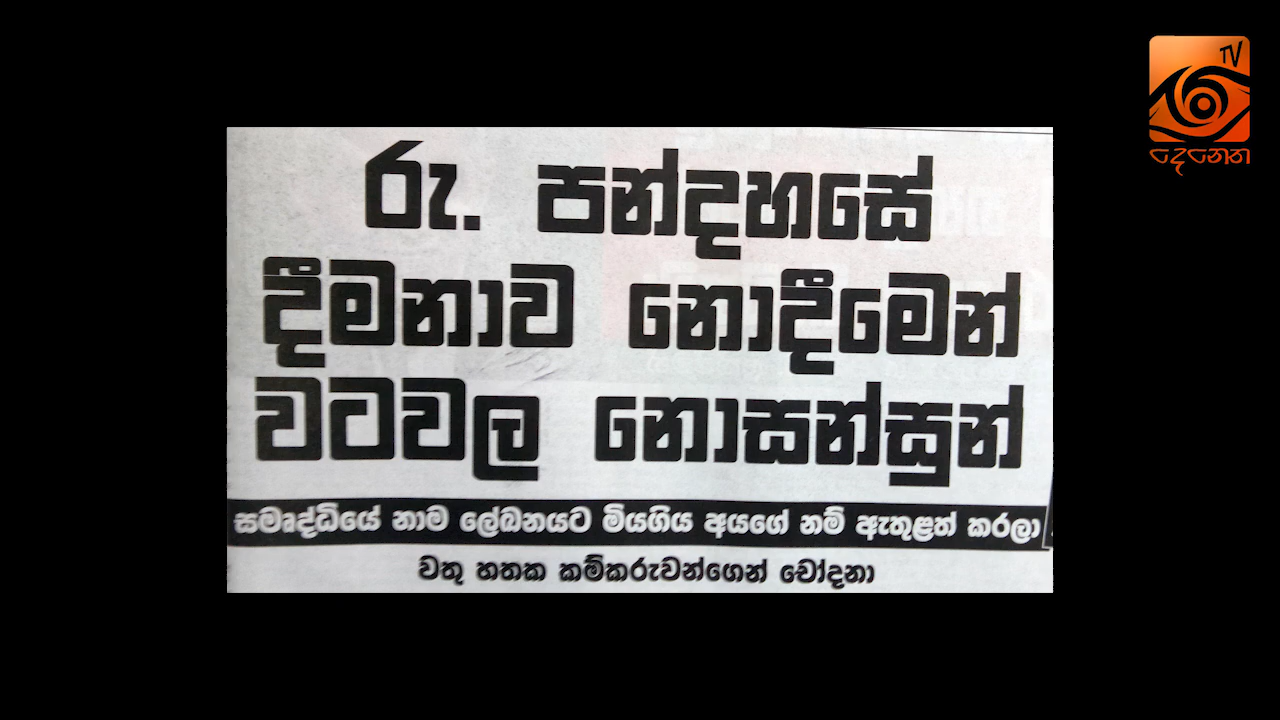 TV
දෙනෙත
රු. පන්දහසේ
දීමනාව නොදීමෙන්
වටවල නොසන්සුන්
සමෘද්ධියේ නාම ලේඛනයට මියගිය අයගේ නම් ඇතුළත් කරලා
වතු හතක කම්කරුවන්ගෙන් චෝදනා